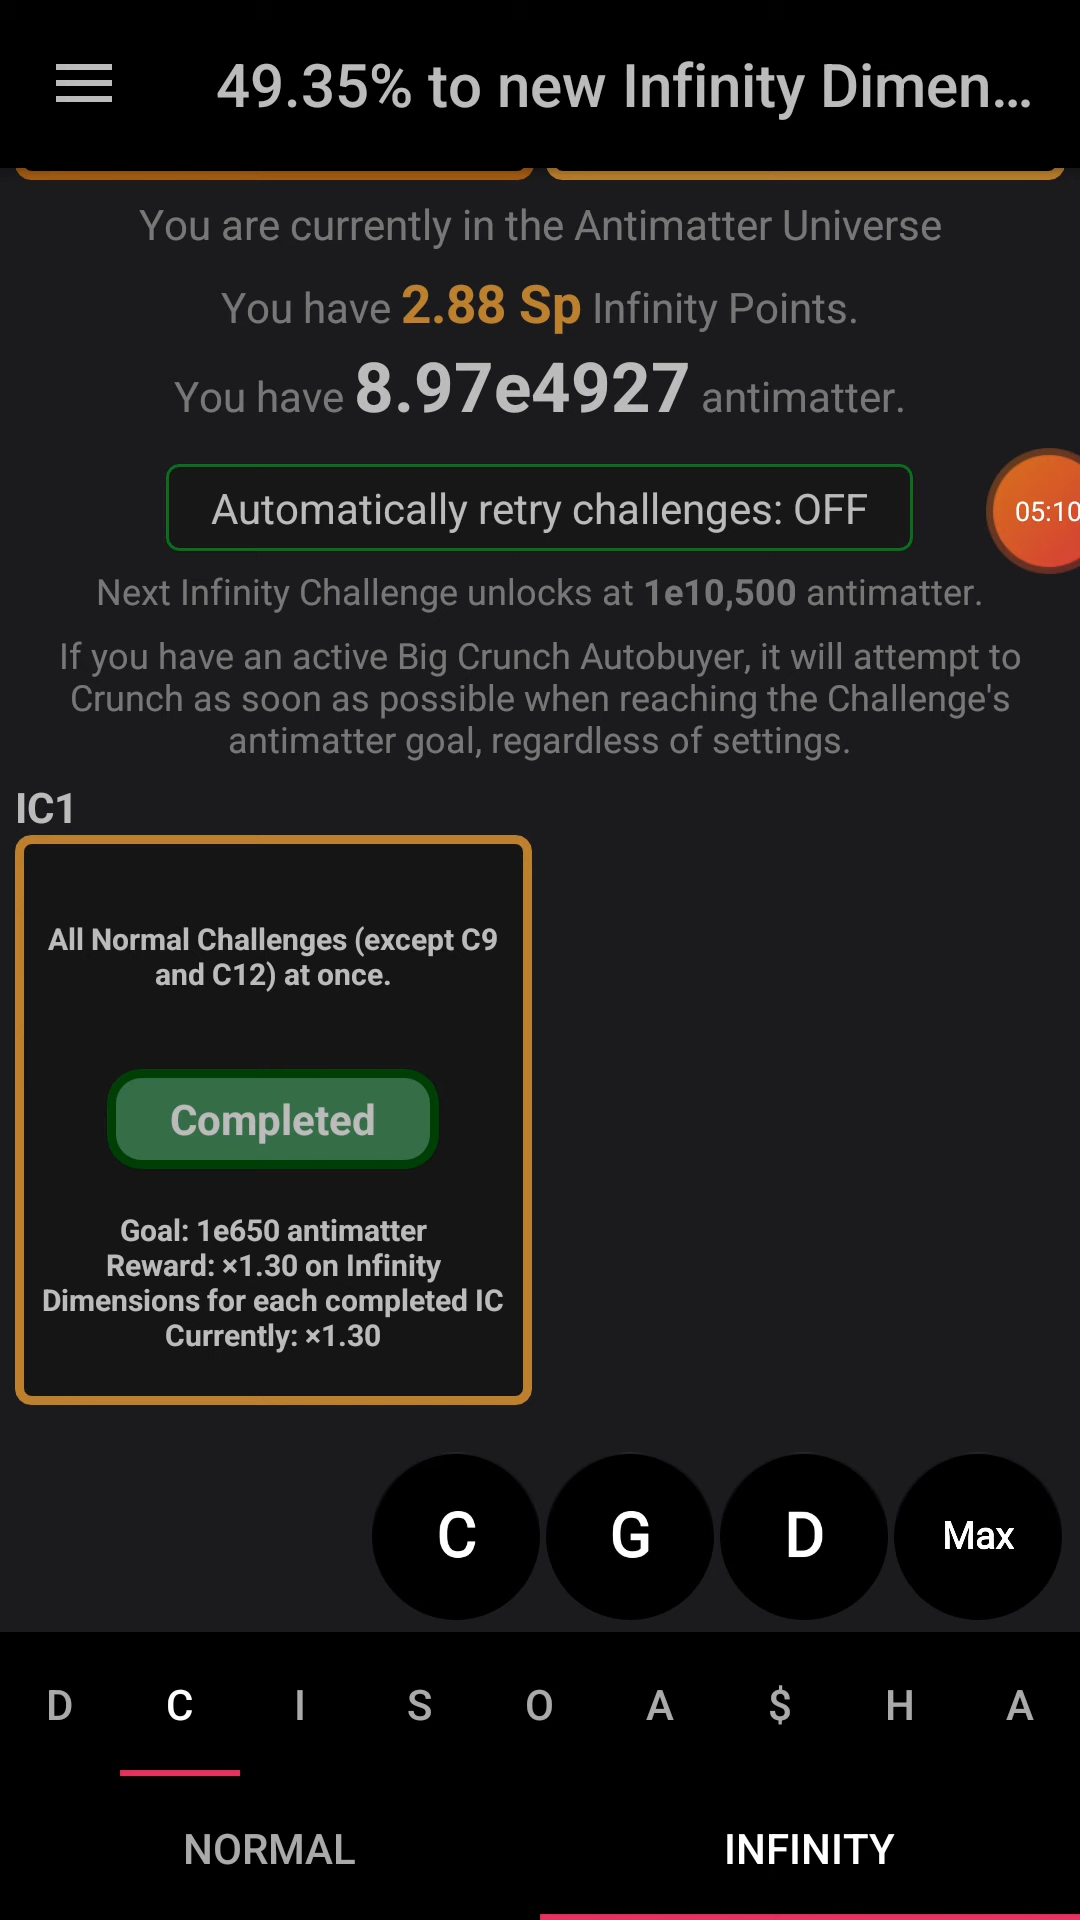 49.35% to new Infinity Dimen...
You are currently in the Antimatter Universe
You have 2.88 Sp Infinity Points.
You have 8.97e4927 antimatter.
Automatically retry challenges: OFF
05:10
Next Infinity Challenge unlocks at 1e10,500 antimatter.
If you have an active Big Crunch Autobuyer, it will attempt to
Crunch as soon as possible when reaching the Challenge's
antimatter goal, regardless of settings.
IC1
All Normal Challenges (except C9
and C12) at once.
Completed
Goal: 1e650 antimatter
Reward: ×1.30 on Infinity
Dimensions for each completed IC
Currently: ×1.30
C G D Max
D C I S O A $ H A
NORMAL INFINITY